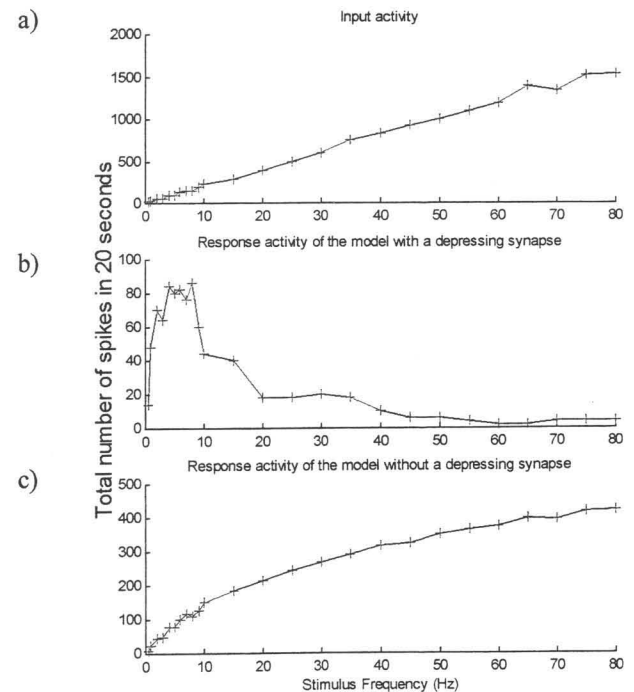 a)
Input activity
2000
1500
1000
500
0
0 10 20 30 40 50 60 70 80
Total number of spikes in 20 seconds
Response activity of the model with a depressing synapse
b)
100
80
60
40
20
0
0 10 20 30 40 50 60 70 80
Response activity of the model without a depressing synapse
c)
500
400
300
200
100
0
0 10 20 30 40 50 60 70 80
Stimulus Frequency (Hz)